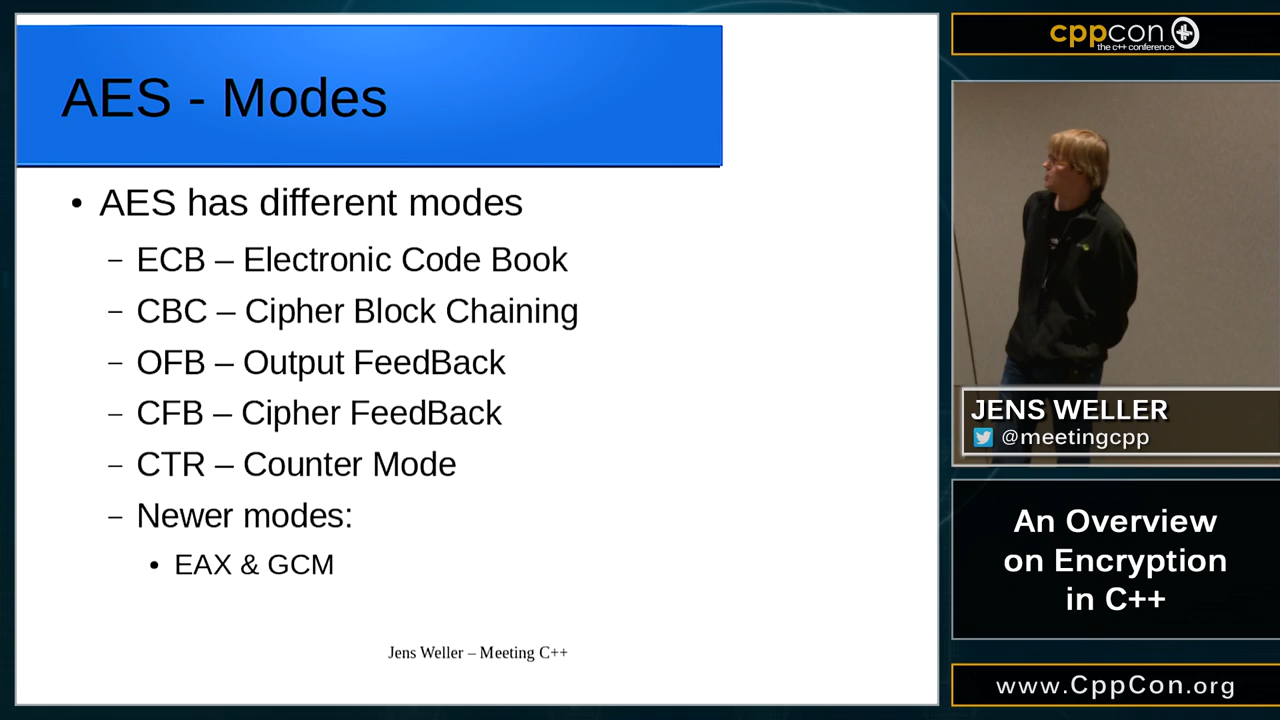 AES - Modes
• AES has different modes
– ECB – Electronic Code Book
– CBC – Cipher Block Chaining
– OFB – Output FeedBack
– CFB – Cipher FeedBack
– CTR – Counter Mode
– Newer modes:
• EAX & GCM
Jens Weller – Meeting C++
cppcon
the c++ conference
JENS WELLER
@meetingcpp
An Overview
on Encryption
in C++
www.CppCon.org